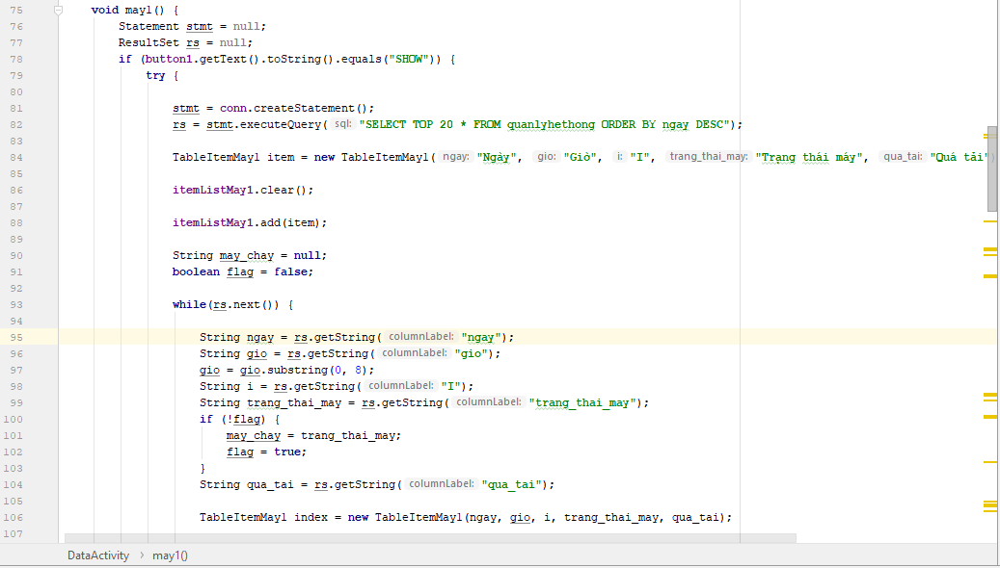 75 void may1() {
76 Statement stmt = null;
77 ResultSet rs = null;
78 if (button1.getText().toString().equals("SHOW")) {
79 try {
80
81 stmt = conn.createStatement();
82 rs = stmt.executeQuery( sql: "SELECT TOP 20 * FROM quanlyhethong ORDER BY ngay DESC");
83
84 TableItemMay1 item = new TableItemMay1( ngay: "Ngày", gio: "Giờ", i: "I", trang_thai_may: "Trạng thái máy", qua_tai: "Quá tải")
85
86 itemListMay1.clear();
87
88 itemListMay1.add(item);
89
90 String may_chay = null;
91 boolean flag = false;
92
93 while(rs.next()) {
94
95 String ngay = rs.getString( columnLabel: "ngay");
96 String gio = rs.getString( columnLabel: "gio");
97 gio = gio.substring(0, 8);
98 String i = rs.getString( columnLabel: "I");
99 String trang_thai_may = rs.getString( columnLabel: "trang_thai_may");
100 if (!flag) {
101 may_chay = trang_thai_may;
102 flag = true;
103 }
104 String qua_tai = rs.getString( columnLabel: "qua_tai");
105
106 TableItemMay1 index = new TableItemMay1(ngay, gio, i, trang_thai_may, qua_tai);
107
DataActivity › may1()